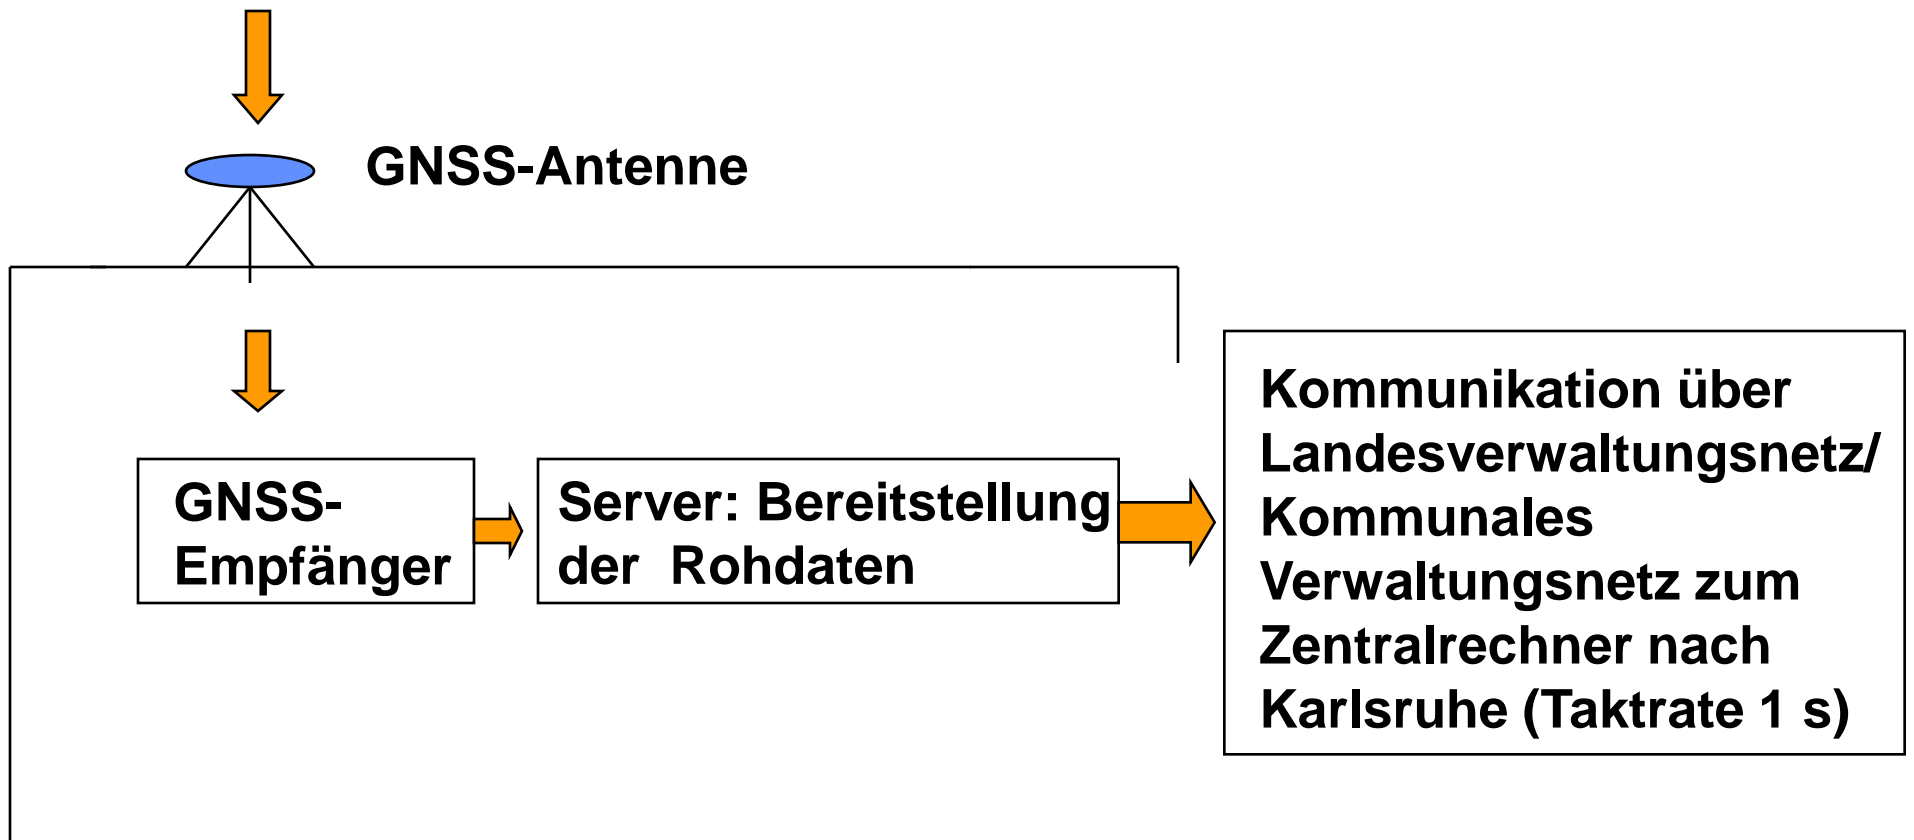 GNSS-Antenne
GNSS-
Empfänger
Server: Bereitstellung
der Rohdaten
Kommunikation über
Landesverwaltungsnetz/
Kommunales
Verwaltungsnetz zum
Zentralrechner nach
Karlsruhe (Taktrate 1 s)